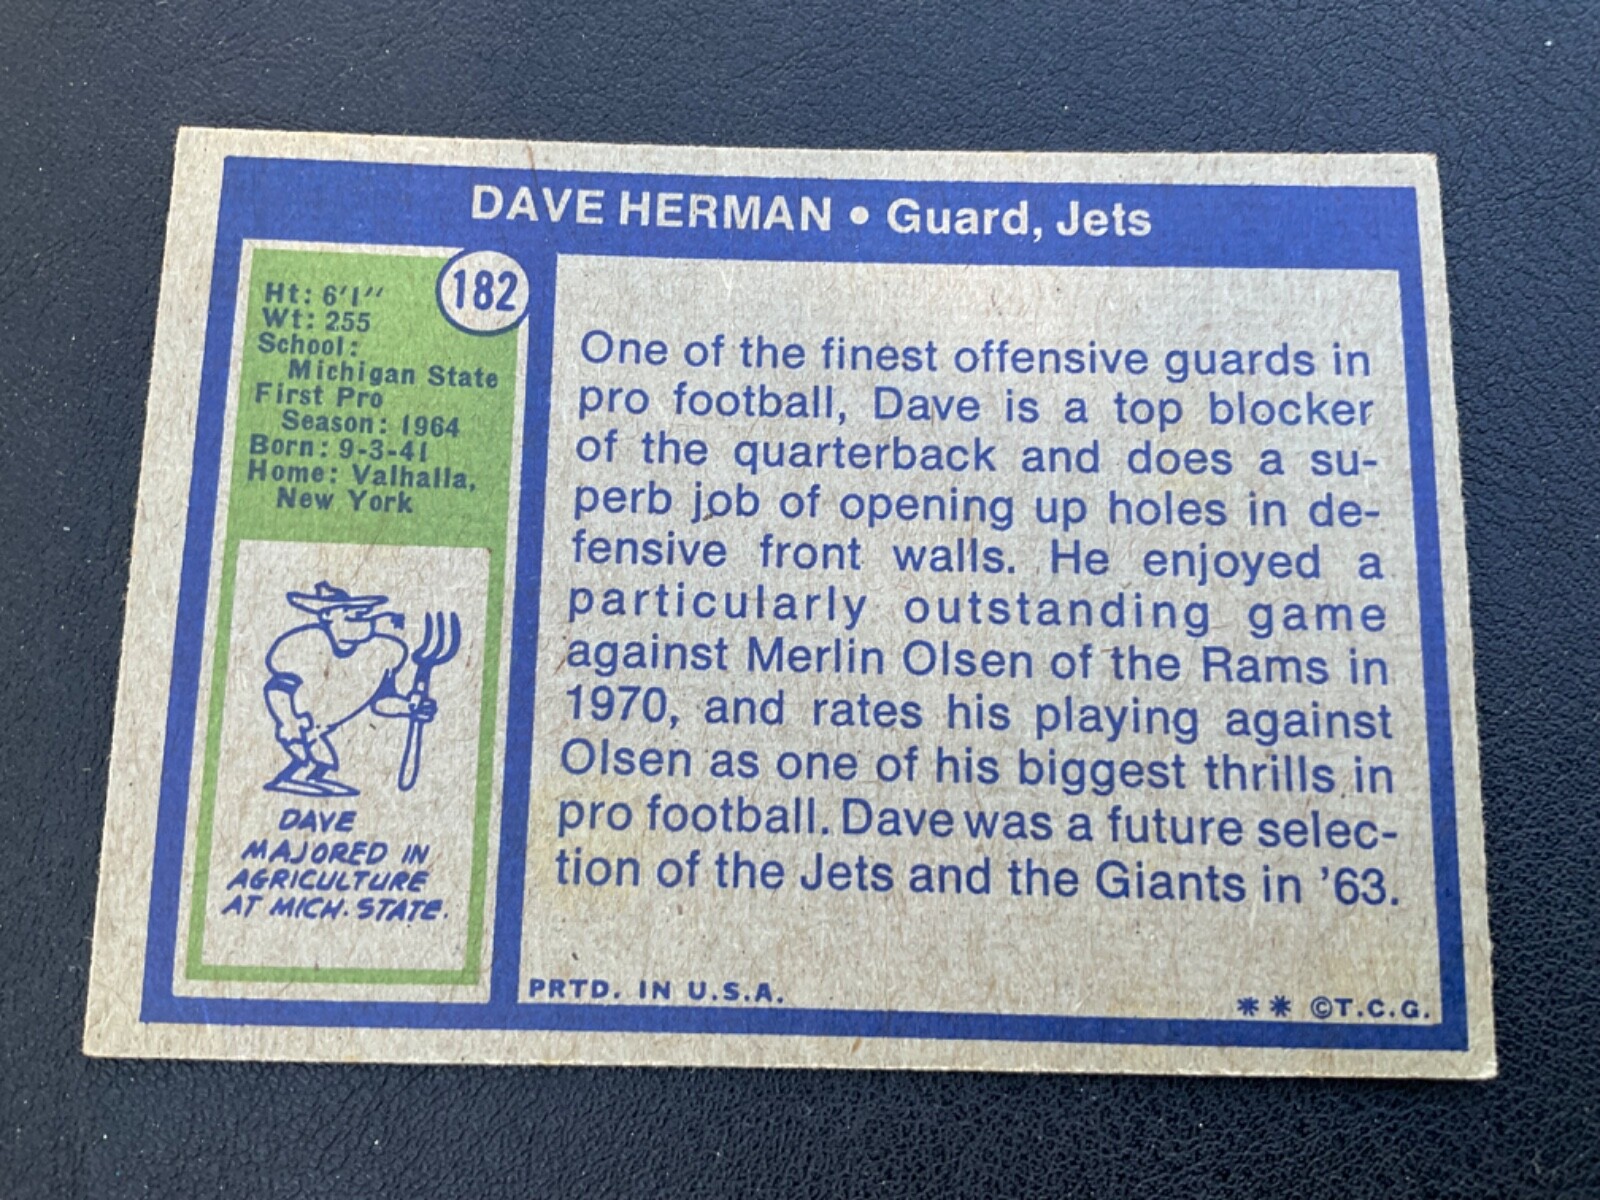 DAVE HERMAN • Guard, Jets
182
Ht: 6'1"
Wt: 255
School:
Michigan State
First Pro
Season: 1964
Born: 9-3-41
Home: Valhalla,
New York
DAVE
MAJORED IN
AGRICULTURE
AT MICH. STATE.
One of the finest offensive guards in
pro football, Dave is a top blocker
of the quarterback and does a su-
perb job of opening up holes in de-
fensive front walls. He enjoyed a
particularly outstanding game
against Merlin Olsen of the Rams in
1970, and rates his playing against
Olsen as one of his biggest thrills in
pro football. Dave was a future selec-
tion of the Jets and the Giants in '63.
PRTD. IN U.S.A.
** ©T.C.G.